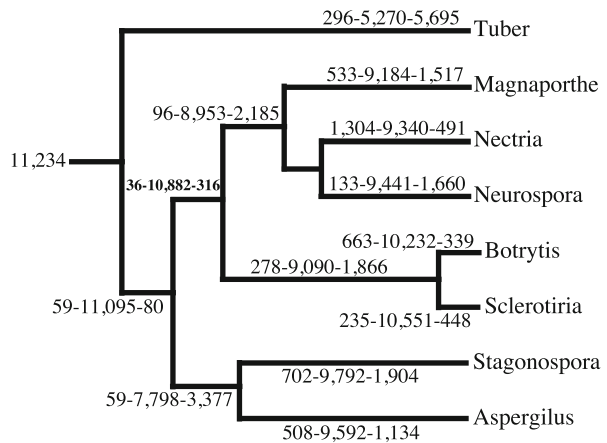 296-5,270-5,695 Tuber
533-9,184-1,517 Magnaporthe
96-8,953-2,185
1,304-9,340-491 Nectria
11,234
36-10,882-316
133-9,441-1,660 Neurospora
663-10,232-339 Botrytis
278-9,090-1,866
59-11,095-80
235-10,551-448 Sclerotiria
702-9,792-1,904 Stagonospora
59-7,798-3,377
508-9,592-1,134 Aspergilus